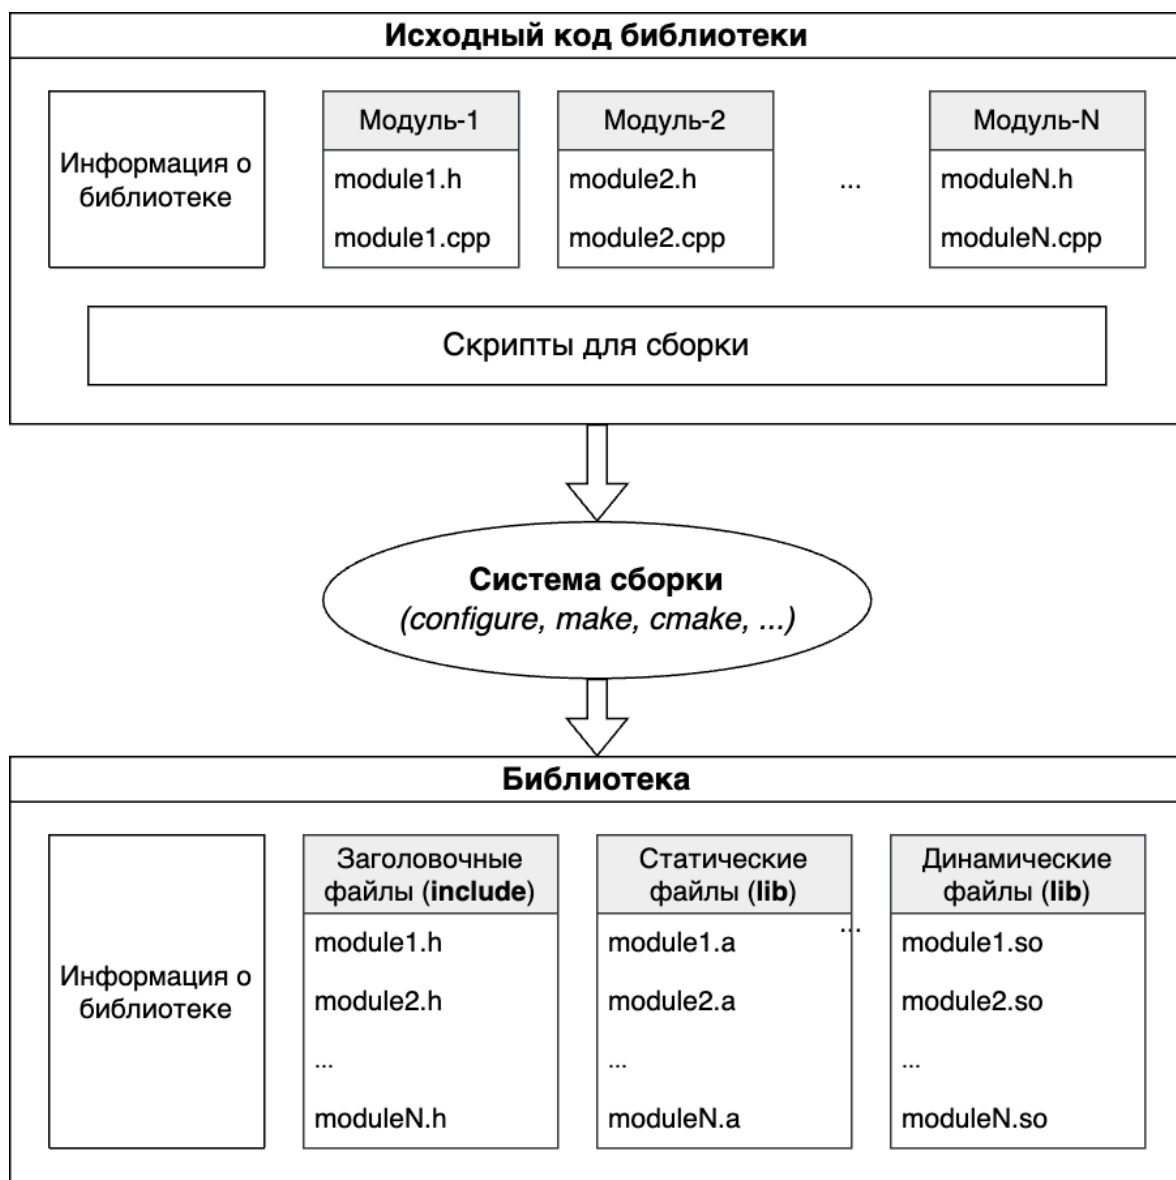 Исходный код библиотеки
Информация о
библиотеке
Модуль-1
module1.h
module1.cpp
Модуль-2
module2.h
module2.cpp
...
Модуль-N
moduleN.h
moduleN.cpp
Скрипты для сборки
Система сборки
(configure, make, cmake, ...)
Библиотека
Информация о
библиотеке
Заголовочные
файлы (include)
module1.h
module2.h
...
moduleN.h
Статические
файлы (lib)
module1.a
module2.a
...
moduleN.a
...
Динамические
файлы (lib)
module1.so
module2.so
...
moduleN.so